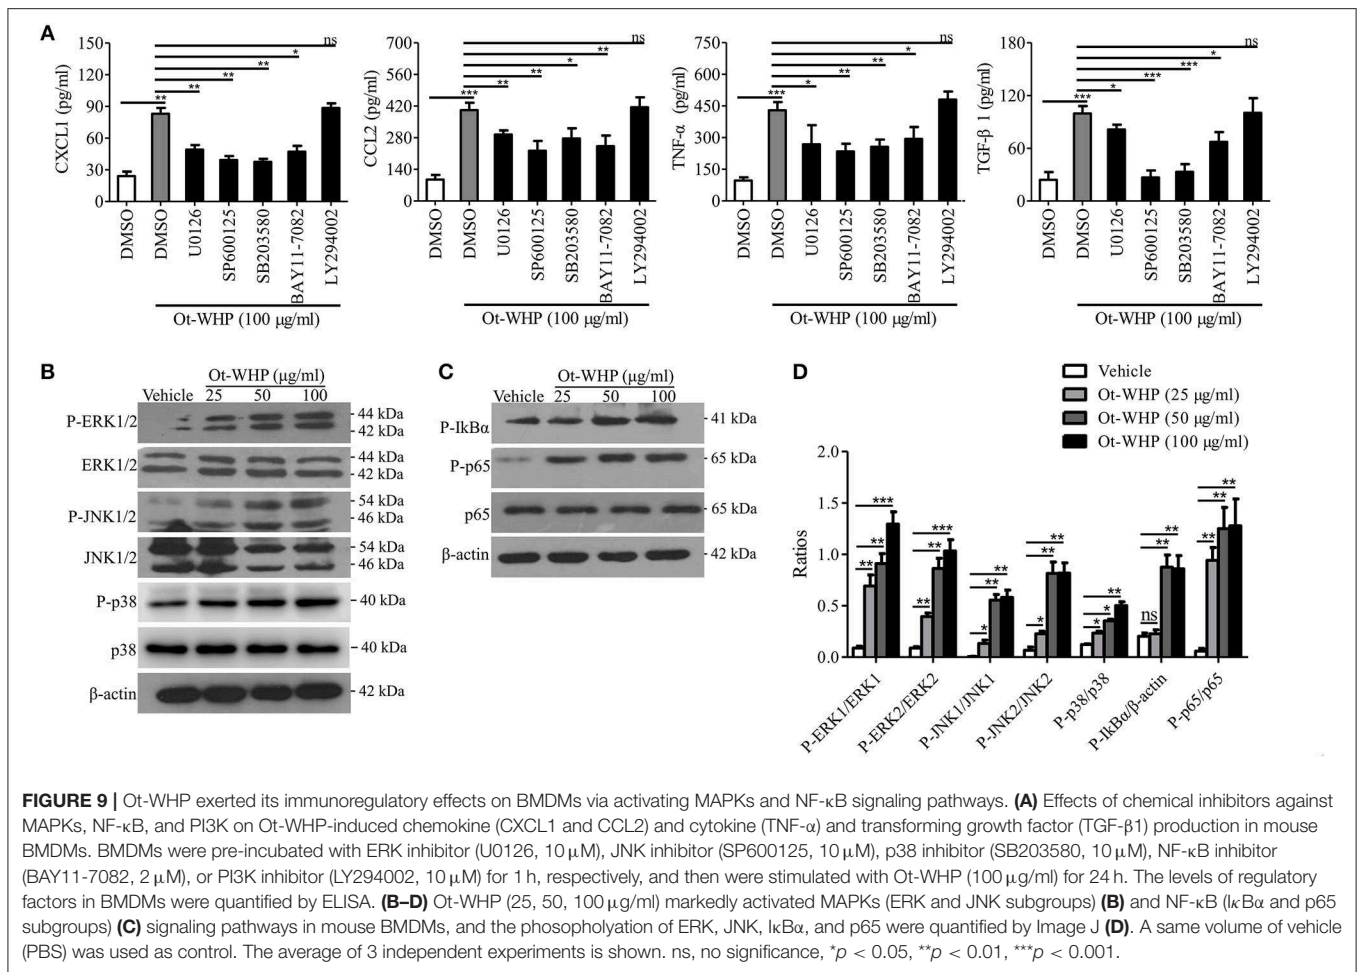 A
150
120
90
60
30
0
CXCL1 (pg/ml)
**
**
**
**
*
ns
DMSO
DMSO
U0126
SP600125
SB203580
BAY11-7082
LY294002
Ot-WHP (100 μg/ml)
700
560
420
280
140
0
CCL2 (pg/ml)
***
**
**
*
**
ns
DMSO
DMSO
U0126
SP600125
SB203580
BAY11-7082
LY294002
Ot-WHP (100 μg/ml)
750
600
450
300
150
0
TNF-α (pg/ml)
***
*
**
**
*
ns
DMSO
DMSO
U0126
SP600125
SB203580
BAY11-7082
LY294002
Ot-WHP (100 μg/ml)
180
120
60
0
TGF-β 1 (pg/ml)
***
*
***
***
*
ns
DMSO
DMSO
U0126
SP600125
SB203580
BAY11-7082
LY294002
Ot-WHP (100 μg/ml)
B
Ot-WHP (μg/ml)
Vehicle 25 50 100
P-ERK1/2
44 kDa
42 kDa
ERK1/2
44 kDa
42 kDa
P-JNK1/2
54 kDa
46 kDa
JNK1/2
54 kDa
46 kDa
P-p38
40 kDa
p38
40 kDa
β-actin
42 kDa
C
Ot-WHP (μg/ml)
Vehicle 25 50 100
P-IkBα
41 kDa
P-p65
65 kDa
p65
65 kDa
β-actin
42 kDa
D
Vehicle
Ot-WHP (25 μg/ml)
Ot-WHP (50 μg/ml)
Ot-WHP (100 μg/ml)
2.0
1.5
1.0
0.5
0.0
Ratios
**
**
***
**
**
***
*
**
**
*
**
**
*
*
**
ns
**
**
**
**
**
P-ERK1/ERK1
P-ERK2/ERK2
P-JNK1/JNK1
P-JNK2/JNK2
P-p38/p38
P-IkBα/β-actin
P-p65/p65
FIGURE 9 | Ot-WHP exerted its immunoregulatory effects on BMDMs via activating MAPKs and NF-κB signaling pathways. (A) Effects of chemical inhibitors against
MAPKs, NF-κB, and PI3K on Ot-WHP-induced chemokine (CXCL1 and CCL2) and cytokine (TNF-α) and transforming growth factor (TGF-β1) production in mouse
BMDMs. BMDMs were pre-incubated with ERK inhibitor (U0126, 10 μM), JNK inhibitor (SP600125, 10 μM), p38 inhibitor (SB203580, 10 μM), NF-κB inhibitor
(BAY11-7082, 2 μM), or PI3K inhibitor (LY294002, 10 μM) for 1 h, respectively, and then were stimulated with Ot-WHP (100 μg/ml) for 24 h. The levels of regulatory
factors in BMDMs were quantified by ELISA. (B–D) Ot-WHP (25, 50, 100 μg/ml) markedly activated MAPKs (ERK and JNK subgroups) (B) and NF-κB (IκBα and p65
subgroups) (C) signaling pathways in mouse BMDMs, and the phosopholyation of ERK, JNK, IκBα, and p65 were quantified by Image J (D). A same volume of vehicle
(PBS) was used as control. The average of 3 independent experiments is shown. ns, no significance, *p < 0.05, **p < 0.01, ***p < 0.001.